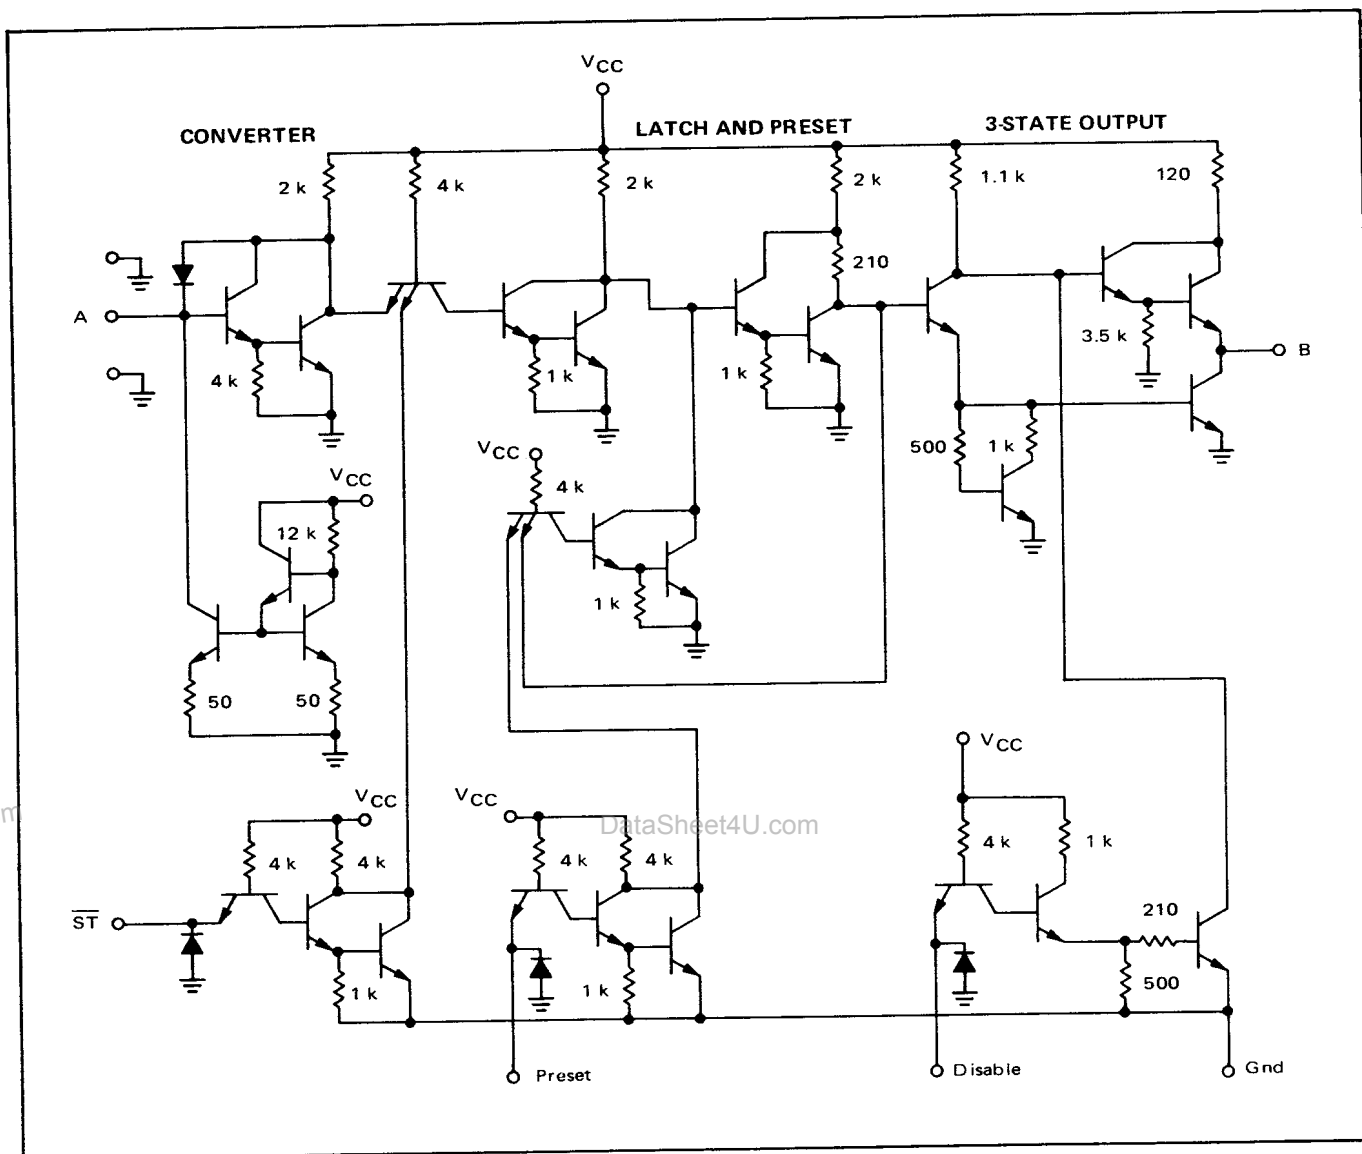 VCC
CONVERTER
LATCH AND PRESET
3-STATE OUTPUT
2 k
4 k
2 k
2 k
1.1 k
120
210
A
3.5 k
B
4 k
1 k
1 k
500
1 k
VCC
4 k
VCC
12 k
1 k
50
50
VCC
VCC
VCC
m
DataSheet4U.com
4 k
4 k
4 k
4 k
4 k
1 k
ST
210
1 k
1 k
500
Preset
Disable
Gnd